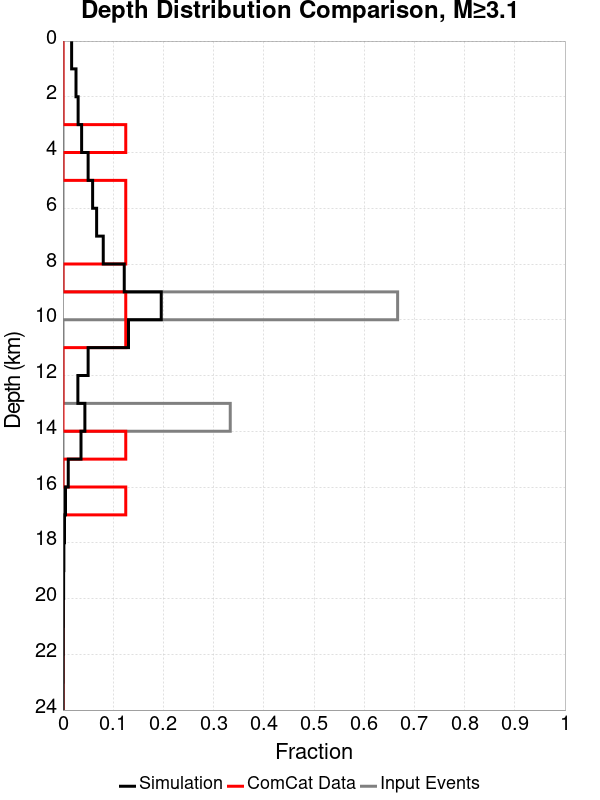 Depth Distribution Comparison, M≥3.1
0
2
4
6
8
10
12
14
16
18
20
22
24
Depth (km)
0 0.1 0.2 0.3 0.4 0.5 0.6 0.7 0.8 0.9 1
Fraction
Simulation ComCat Data Input Events